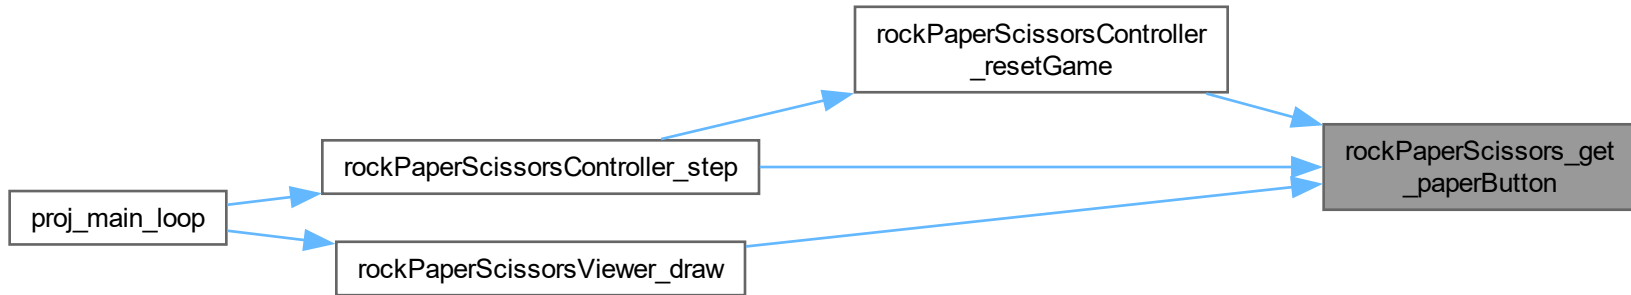 rockPaperScissorsController
_resetGame
rockPaperScissors_get
_paperButton
rockPaperScissorsController_step
proj_main_loop
rockPaperScissorsViewer_draw